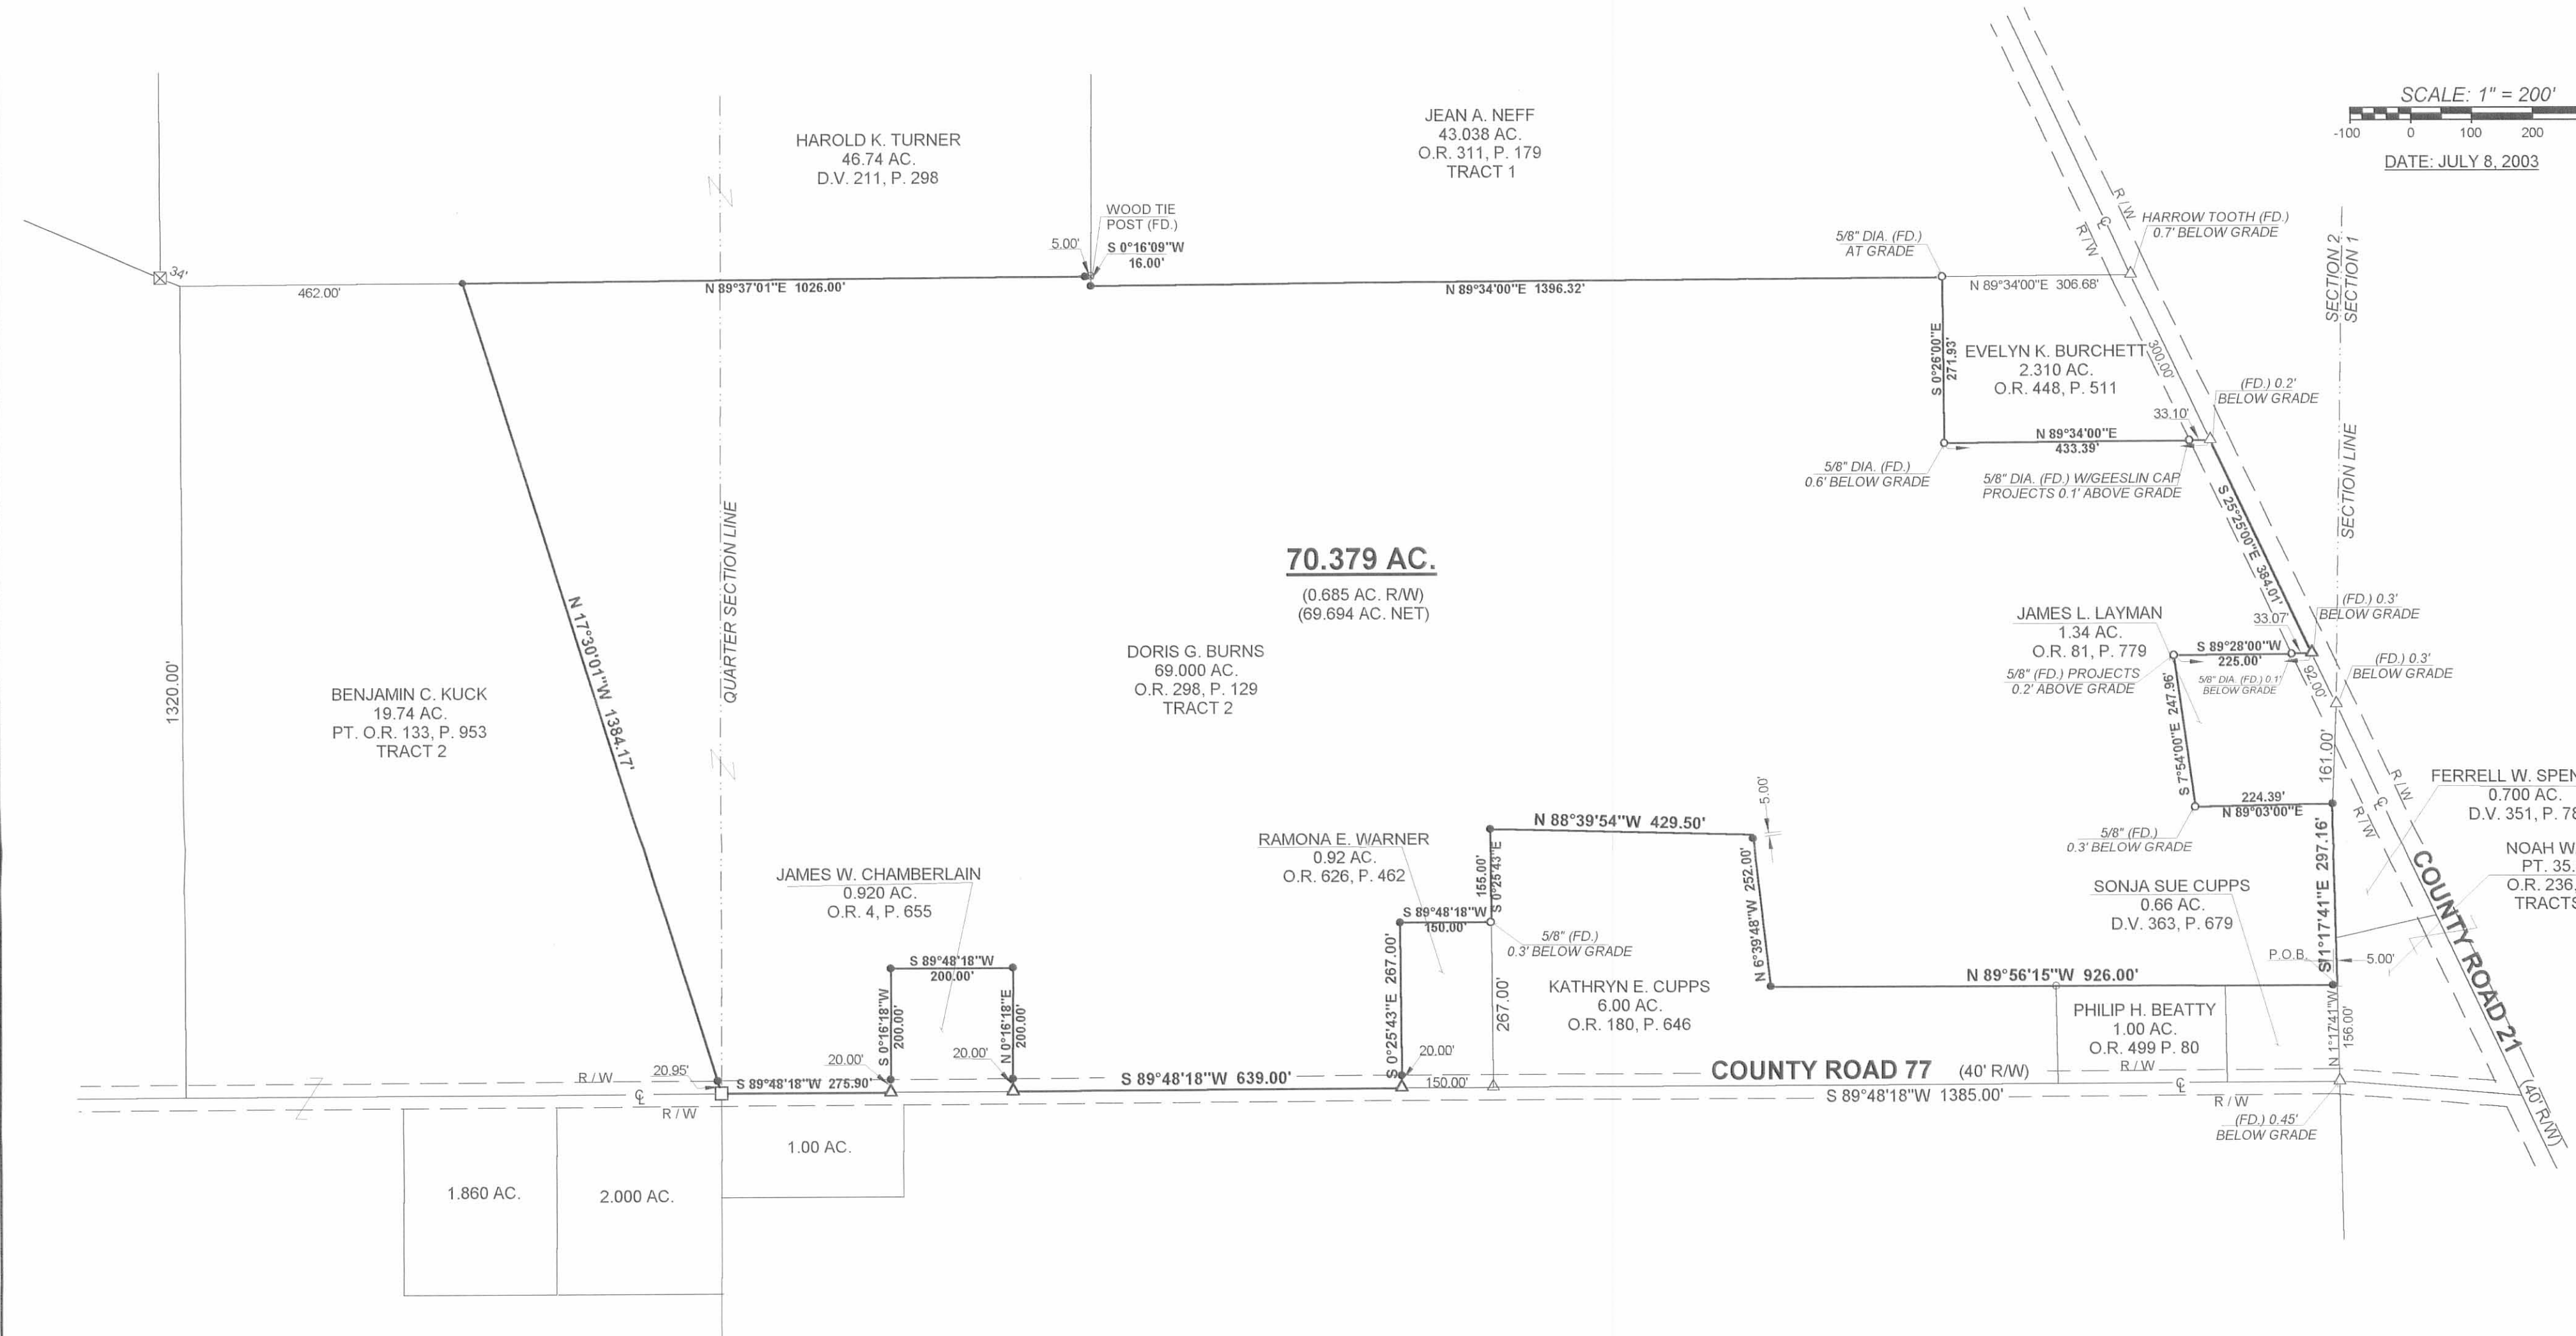 SCALE: 1" = 200'
-100 0 100 200
DATE: JULY 8, 2003
HAROLD K. TURNER
46.74 AC.
D.V. 211, P. 298
JEAN A. NEFF
43.038 AC.
O.R. 311, P. 179
TRACT 1
WOOD TIE
POST (FD.)
5.00'
S 0°16'09"W
16.00'
34'
462.00'
N 89°37'01"E 1026.00'
N 89°34'00"E 1396.32'
5/8" DIA. (FD.)
AT GRADE
N 89°34'00"E 306.68'
R/W
C
L
R/W
HARROW TOOTH (FD.)
0.7' BELOW GRADE
SECTION 2
SECTION 1
SECTION LINE
S 0°26'00"E
271.93'
EVELYN K. BURCHETT
2.310 AC.
O.R. 448, P. 511
300.00'
(FD.) 0.2'
BELOW GRADE
33.10'
N 89°34'00"E
433.39'
5/8" DIA. (FD.)
0.6' BELOW GRADE
5/8" DIA. (FD.) W/GEESLIN CAP
PROJECTS 0.1' ABOVE GRADE
S 25°25'00"E 384.01'
QUARTER SECTION LINE
N 17°30'01"W 1384.17'
1320.00'
BENJAMIN C. KUCK
19.74 AC.
PT. O.R. 133, P. 953
TRACT 2
70.379 AC.
(0.685 AC. R/W)
(69.694 AC. NET)
DORIS G. BURNS
69.000 AC.
O.R. 298, P. 129
TRACT 2
JAMES L. LAYMAN
1.34 AC.
O.R. 81, P. 779
5/8" (FD.) PROJECTS
0.2' ABOVE GRADE
33.07'
(FD.) 0.3'
BELOW GRADE
S 89°28'00"W
225.00'
5/8" DIA. (FD.) 0.1'
BELOW GRADE
92.00'
(FD.) 0.3'
BELOW GRADE
S 7°54'00"E 247.96'
161.00'
224.39'
N 89°03'00"E
5/8" (FD.)
0.3' BELOW GRADE
R/W
C
L
R/W
FERRELL W. SPEN
0.700 AC.
D.V. 351, P. 78
NOAH W
PT. 35.
O.R. 236,
TRACTS
COUNTY ROAD 21
(40' R/W)
S 1°17'41"E 297.16'
SONJA SUE CUPPS
0.66 AC.
D.V. 363, P. 679
P.O.B.
5.00'
N 89°56'15"W 926.00'
N 1°17'41"W
156.00'
PHILIP H. BEATTY
1.00 AC.
O.R. 499 P. 80
R/W
5.00'
N 88°39'54"W 429.50'
N 6°39'48"W 252.00'
155.00'
S 0°25'43"E
RAMONA E. WARNER
0.92 AC.
O.R. 626, P. 462
S 89°48'18"W
150.00'
5/8" (FD.)
0.3' BELOW GRADE
S 0°25'43"E 267.00'
267.00'
KATHRYN E. CUPPS
6.00 AC.
O.R. 180, P. 646
JAMES W. CHAMBERLAIN
0.920 AC.
O.R. 4, P. 655
S 89°48'18"W
200.00'
S 0°16'18"W
200.00'
N 0°16'18"E
200.00'
20.00'
20.00'
20.00'
20.95'
R/W
C
L
R/W
S 89°48'18"W 275.90'
S 89°48'18"W 639.00'
150.00'
COUNTY ROAD 77 (40' R/W)
S 89°48'18"W 1385.00'
C
L
R/W
(FD.) 0.45'
BELOW GRADE
1.00 AC.
1.860 AC.
2.000 AC.